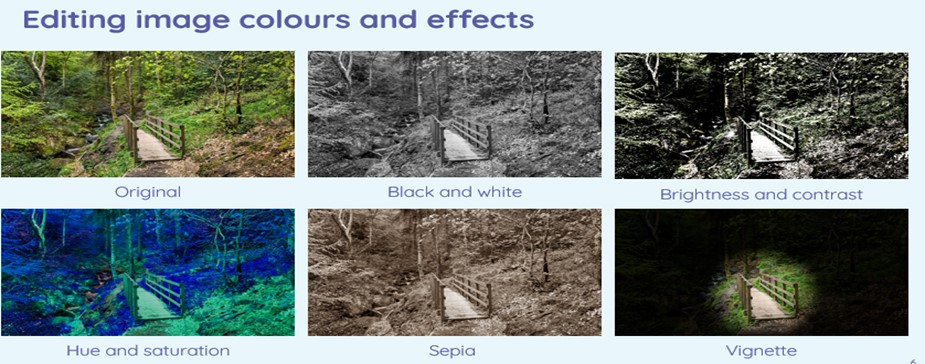 Editing image colours and effects
Original
Black and white
Brightness and contrast
Hue and saturation
Sepia
Vignette
6